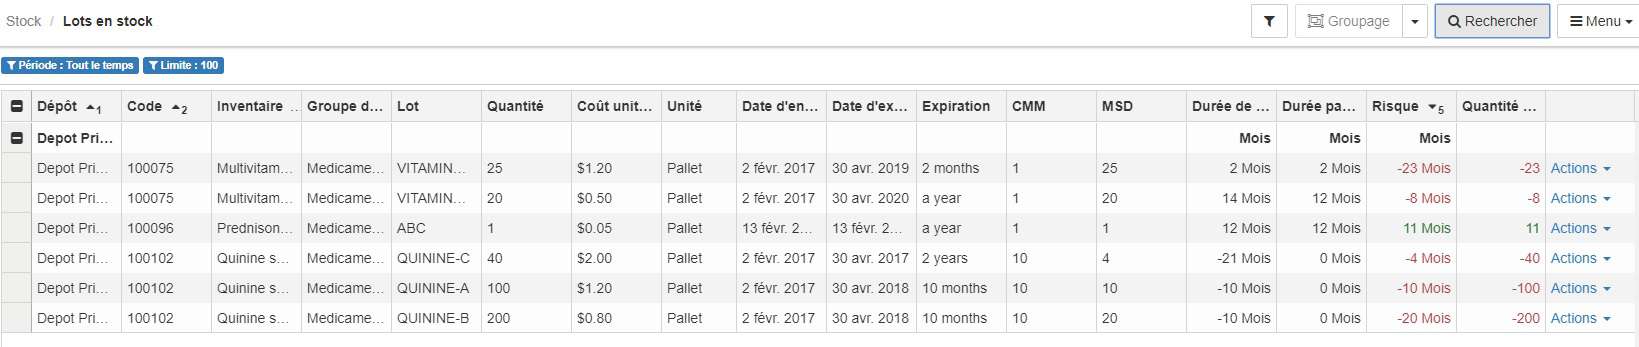 Stock / Lots en stock Groupage Rechercher Menu
Période : Tout le temps Limite : 100
Dépôt 1 Code 2 Inventaire ... Groupe d... Lot Quantité Coût unit... Unité Date d'en... Date d'ex... Expiration CMM MSD Durée de ... Durée pa... Risque 5 Quantité ...
Depot Pri... Mois Mois Mois
Depot Pri... 100075 Multivitam... Medicame... VITAMIN... 25 $1.20 Pallet 2 févr. 2017 30 avr. 2019 2 months 1 25 2 Mois 2 Mois -23 Mois -23 Actions
Depot Pri... 100075 Multivitam... Medicame... VITAMIN... 20 $0.50 Pallet 2 févr. 2017 30 avr. 2020 a year 1 20 14 Mois 12 Mois -8 Mois -8 Actions
Depot Pri... 100096 Prednison... Medicame... ABC 1 $0.05 Pallet 13 févr. 2... 13 févr. 2... a year 1 1 12 Mois 12 Mois 11 Mois 11 Actions
Depot Pri... 100102 Quinine s... Medicame... QUININE-C 40 $2.00 Pallet 2 févr. 2017 30 avr. 2017 2 years 10 4 -21 Mois 0 Mois -4 Mois -40 Actions
Depot Pri... 100102 Quinine s... Medicame... QUININE-A 100 $1.20 Pallet 2 févr. 2017 30 avr. 2018 10 months 10 10 -10 Mois 0 Mois -10 Mois -100 Actions
Depot Pri... 100102 Quinine s... Medicame... QUININE-B 200 $0.80 Pallet 2 févr. 2017 30 avr. 2018 10 months 10 20 -10 Mois 0 Mois -20 Mois -200 Actions